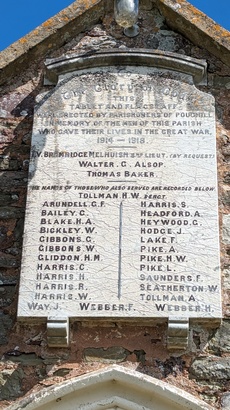 THIS
TABLET AND FLAGSTAFF
WERE ERECTED BY PARISHIONERS OF POUGHILL
IN MEMORY OF THE MEN OF THIS PARISH
WHO GAVE THEIR LIVES IN THE GREAT WAR.
1914 – 1918.
BROMRIDGE MELHUISH 2ND LIEUT. (BY REQUEST)
WALTER. C. ALSOP.
THOMAS BAKER.
THE NAMES OF THOSE WHO ALSO SERVED ARE RECORDED BELOW
TOLLMAN. H.W. SERGT.
ARUNDELL. G.F. HARRIS. S.
BAILEY. C. HEADFORD. A.
BLAKE. H.A. HEYWOOD. G.
BICKLEY. W. HODGE. J.
GIBBONS. G. LAKE. F.
GIBBONS. W. PIKE. A.
GLIDDON. H.M. PIKE. H.W.
HARRIS. C. PIKE. L.
HARRIS. H. SAUNDERS. F.
HARRIS. R. SEATHERTON. W.
HARRIS. W. TOLLMAN. A.
WAY. J. WEBBER. F. WEBBER. H.